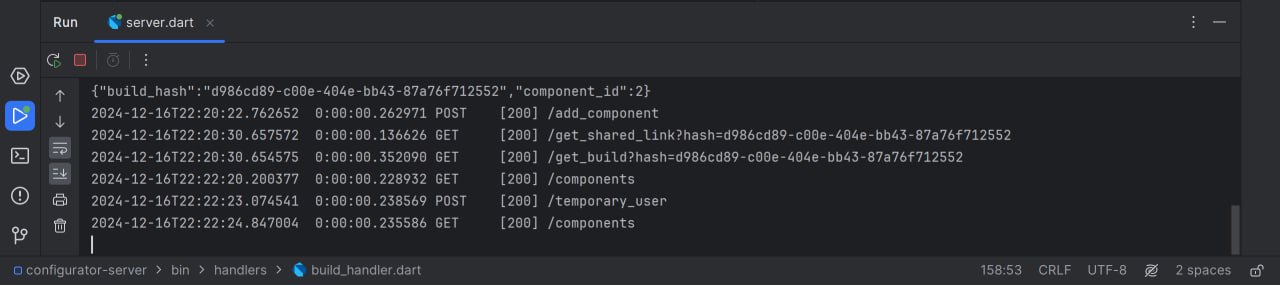 Run server.dart
{"build_hash":"d986cd89-c00e-404e-bb43-87a76f712552","component_id":2}
2024-12-16T22:20:22.762652  0:00:00.262971 POST    [200] /add_component
2024-12-16T22:20:30.657572  0:00:00.136626 GET     [200] /get_shared_link?hash=d986cd89-c00e-404e-bb43-87a76f712552
2024-12-16T22:20:30.654575  0:00:00.352090 GET     [200] /get_build?hash=d986cd89-c00e-404e-bb43-87a76f712552
2024-12-16T22:22:20.200377  0:00:00.228932 GET     [200] /components
2024-12-16T22:22:23.074541  0:00:00.238569 POST    [200] /temporary_user
2024-12-16T22:22:24.847004  0:00:00.235586 GET     [200] /components
configurator-server > bin > handlers > build_handler.dart 158:53 CRLF UTF-8 2 spaces